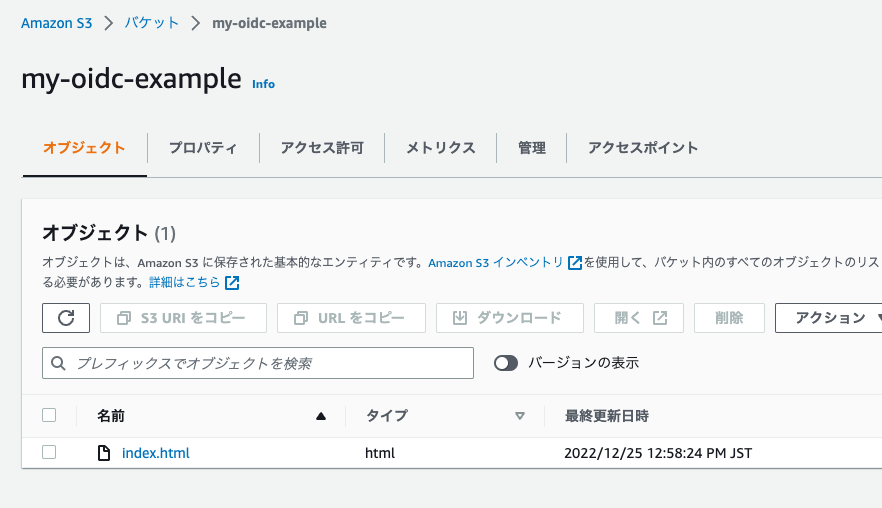 Amazon S3 > バケット > my-oidc-example
my-oidc-example Info
オブジェクト プロパティ アクセス許可 メトリクス 管理 アクセスポイント
オブジェクト (1)
オブジェクトは、Amazon S3 に保存された基本的なエンティティです。Amazon S3 インベントリ を使用して、バケット内のすべてのオブジェクトのリス
る必要があります。詳細はこちら
S3 URI をコピー URL をコピー ダウンロード 開く 削除 アクション
プレフィックスでオブジェクトを検索 バージョンの表示
名前 タイプ 最終更新日時
index.html html 2022/12/25 12:58:24 PM JST